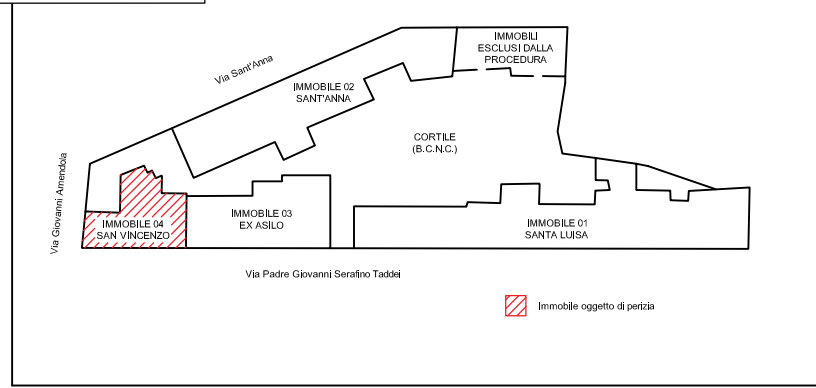 IMMOBILI
ESCLUSI DALLA
PROCEDURA
Via Sant'Anna
IMMOBILE 02
SANT'ANNA
CORTILE
(B.C.N.C.)
Via Giovanni Amendola
IMMOBILE 04
SAN VINCENZO
IMMOBILE 03
EX ASILO
IMMOBILE 01
SANTA LUISA
Via Padre Giovanni Serafino Taddei
Immobile oggetto di perizia